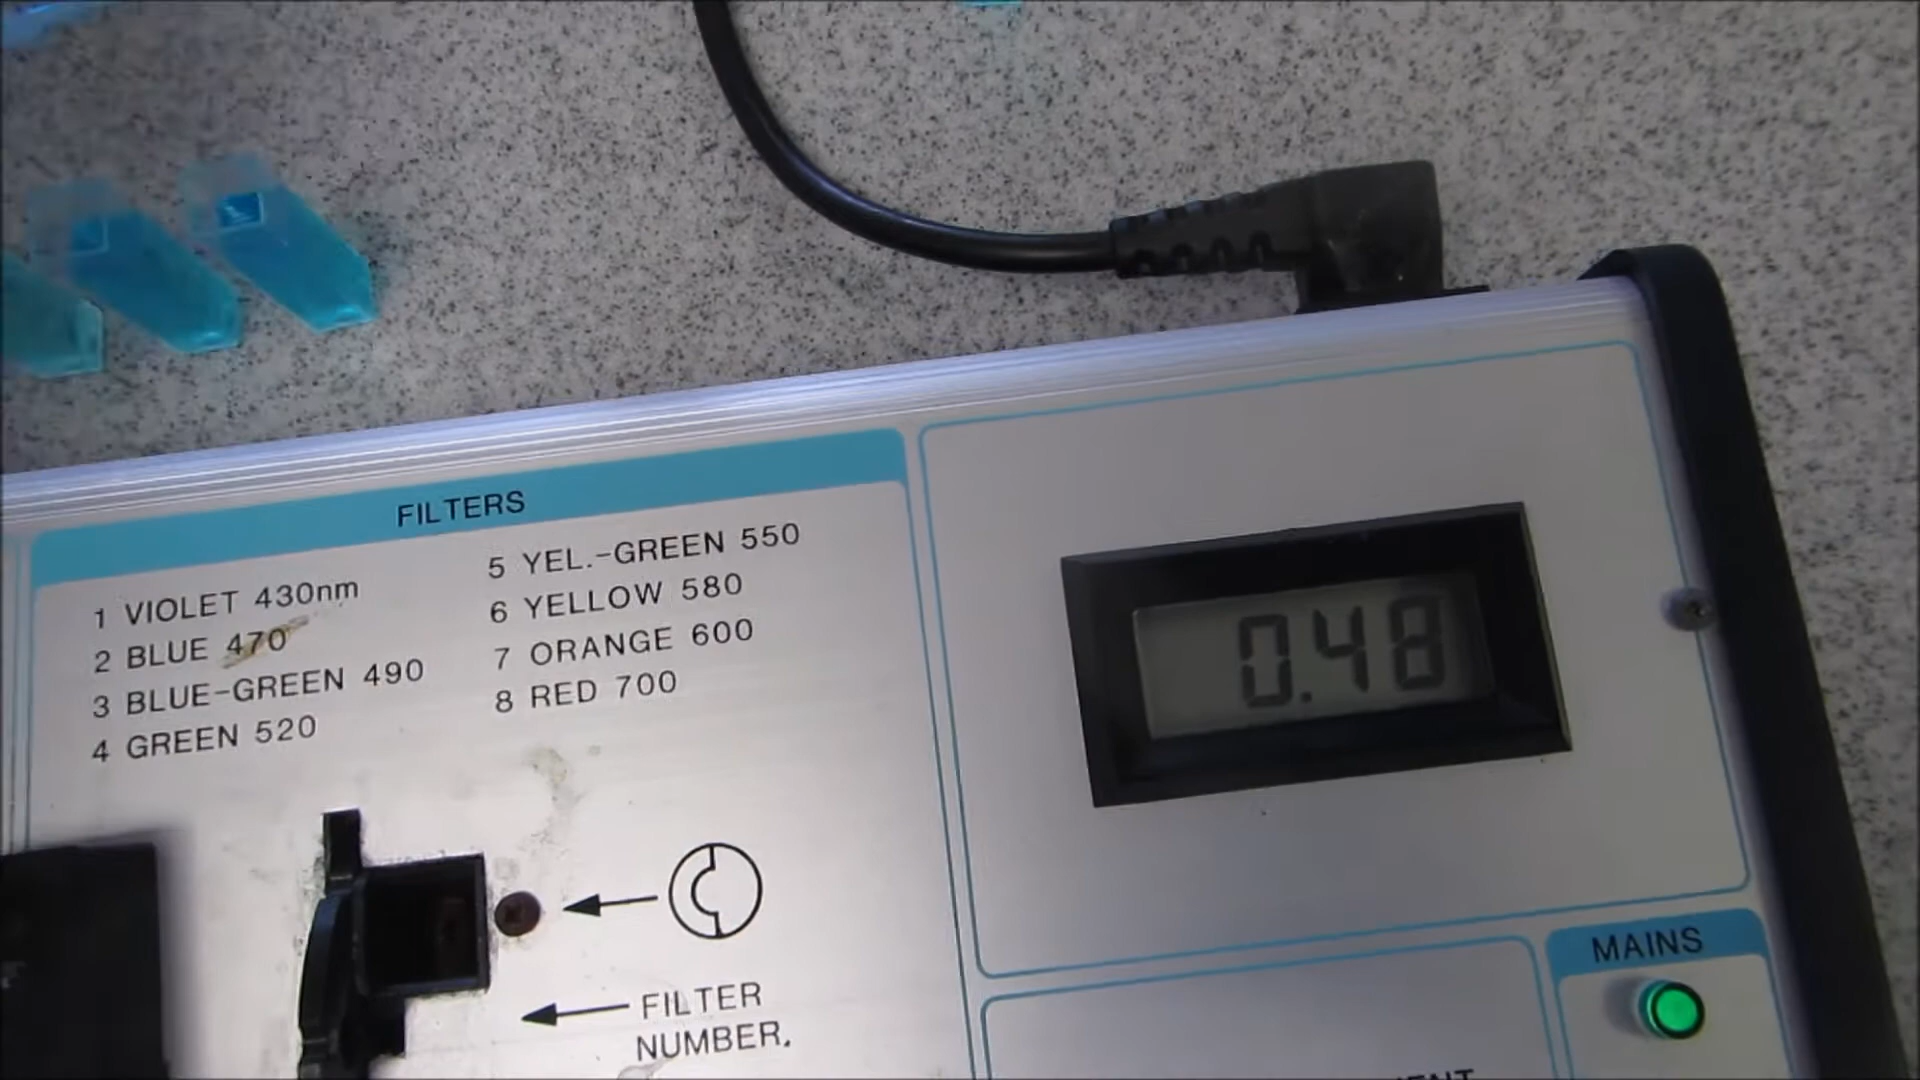 FILTERS
1 VIOLET 430nm
2 BLUE 470
3 BLUE-GREEN 490
4 GREEN 520
5 YEL.-GREEN 550
6 YELLOW 580
7 ORANGE 600
8 RED 700
0.48
FILTER
NUMBER.
MAINS